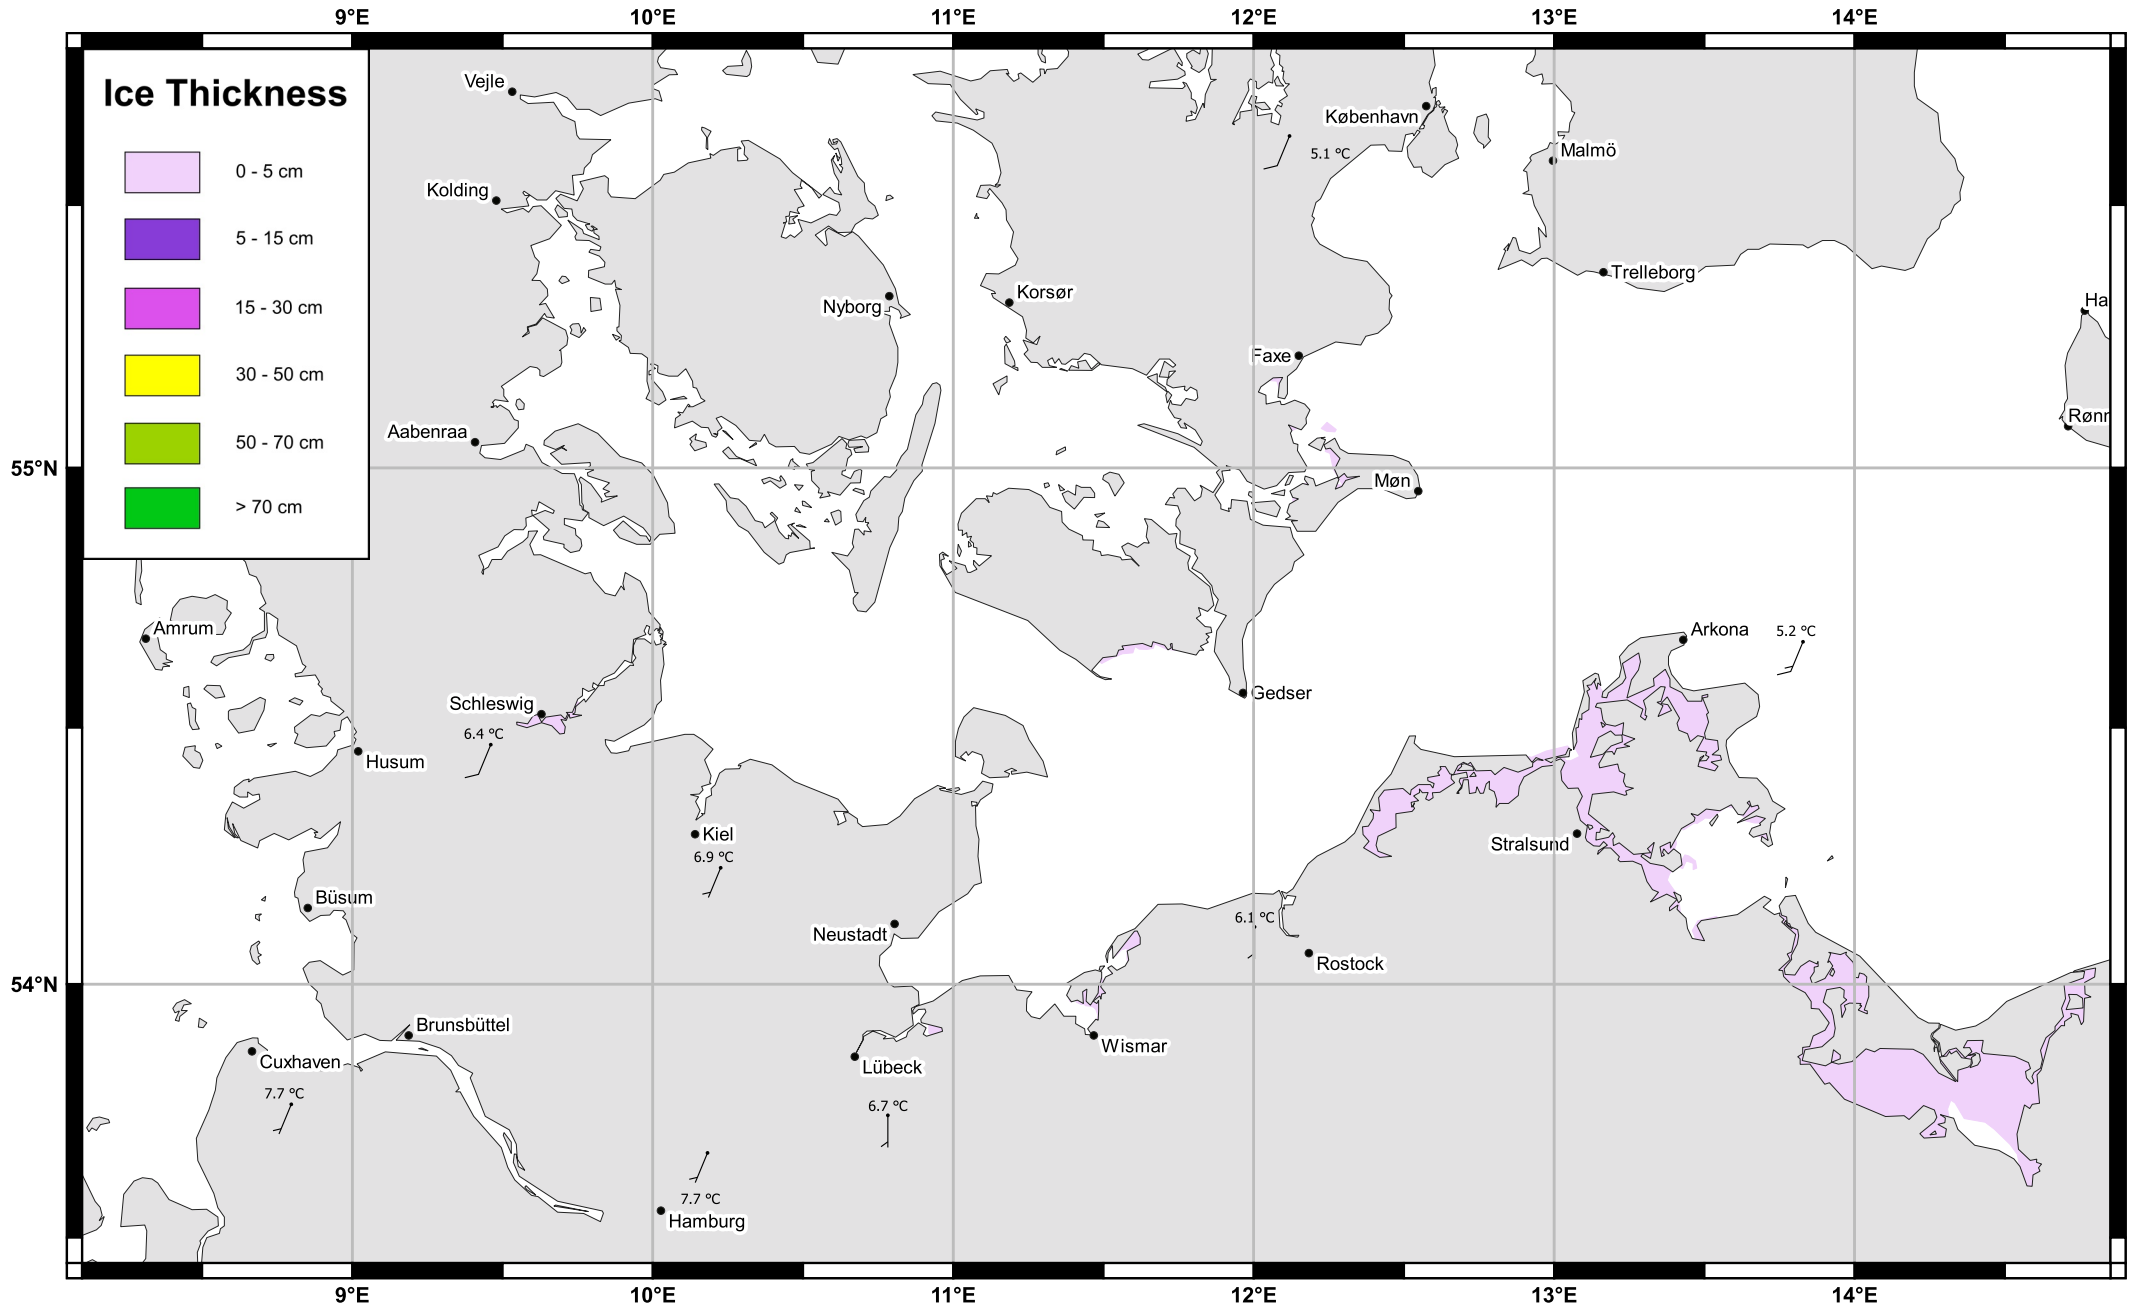 9°E 10°E 11°E 12°E 13°E 14°E
Ice Thickness
0 - 5 cm
5 - 15 cm
15 - 30 cm
30 - 50 cm
50 - 70 cm
> 70 cm
Vejle
København
Malmö
5.1 °C
Kolding
Trelleborg
Korsør
Nyborg
Ha
Faxe
Rønn
Aabenraa
55°N
Møn
Amrum
Arkona
5.2 °C
Gedser
Schleswig
6.4 °C
Husum
Kiel
6.9 °C
Stralsund
Büsum
6.1 °C
Neustadt
Rostock
54°N
Brunsbüttel
Wismar
Cuxhaven
Lübeck
7.7 °C
6.7 °C
7.7 °C
Hamburg
9°E 10°E 11°E 12°E 13°E 14°E